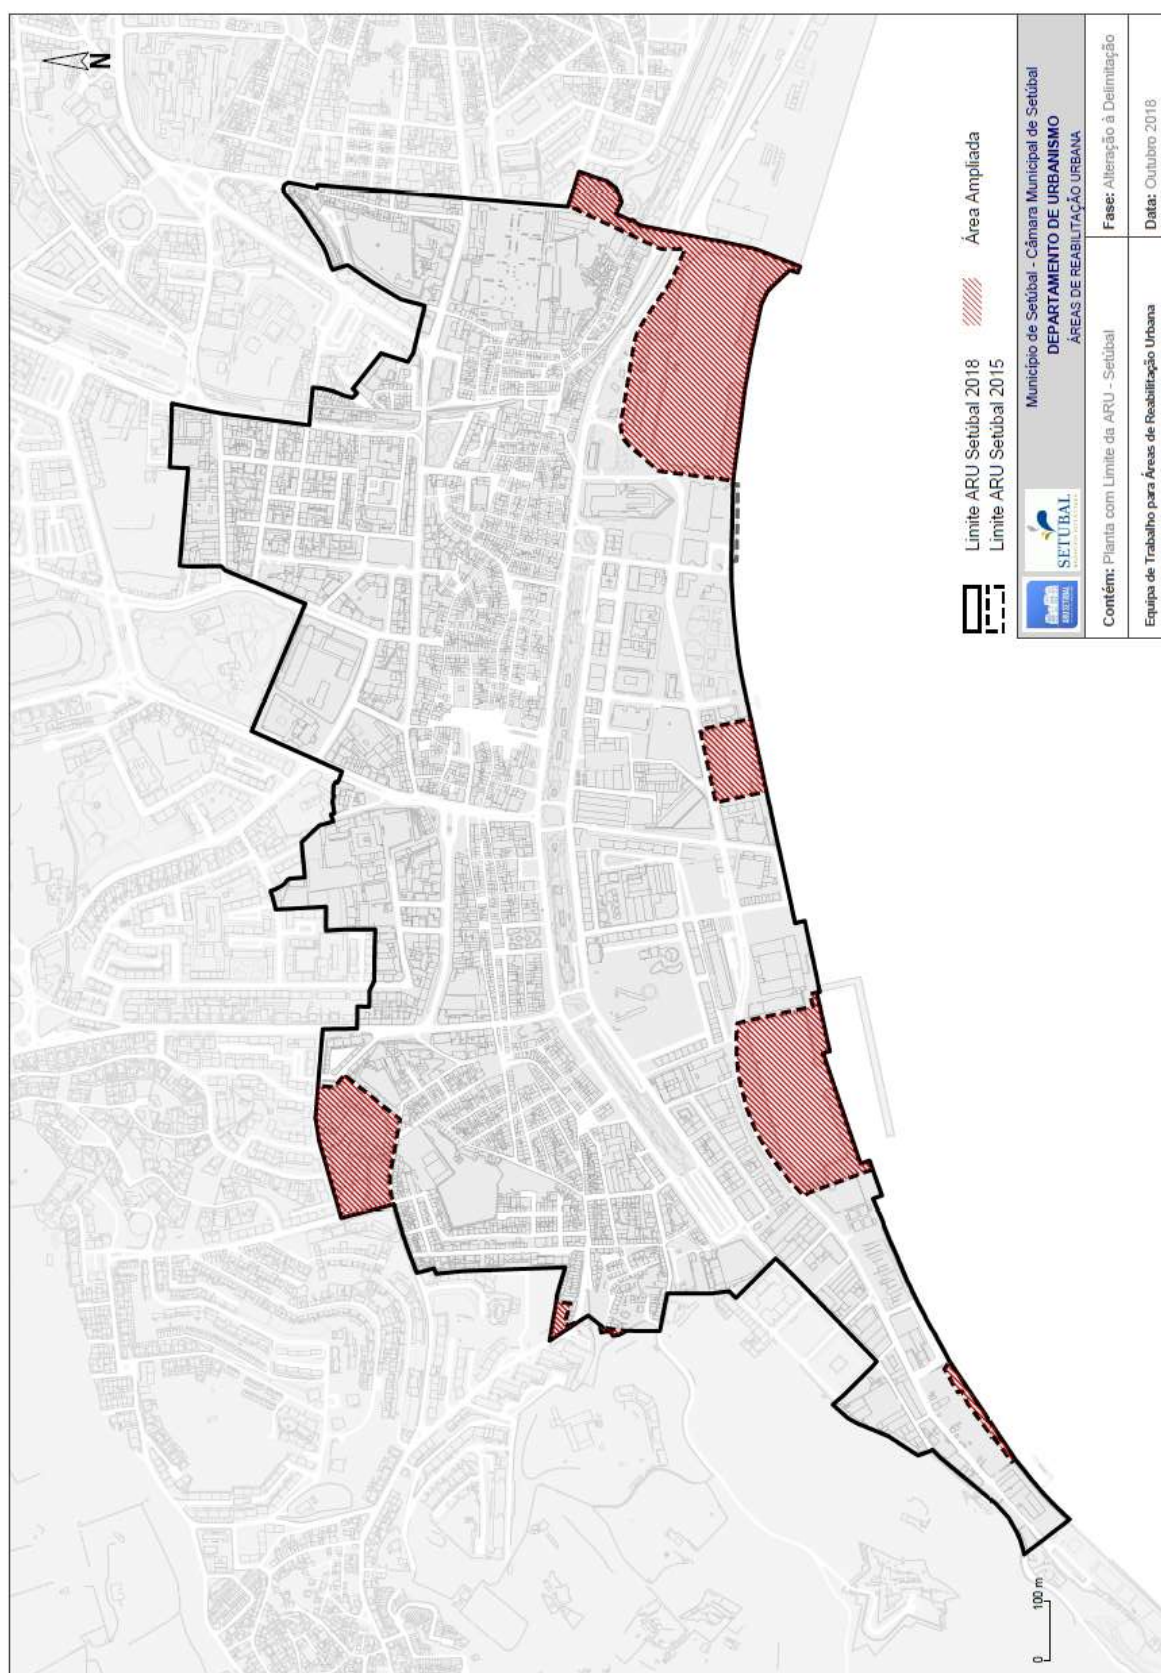 N
Limite ARU Setúbal 2018
Área Ampliada
Limite ARU Setúbal 2015
0 100 m
Município de Setúbal - Câmara Municipal de Setúbal
DEPARTAMENTO DE URBANISMO
ÁREAS DE REABILITAÇÃO URBANA
SETÚBAL
Contém: Planta com Limite da ARU - Setúbal
Fase: Alteração à Delimitação
Equipa de Trabalho para Áreas de Reabilitação Urbana
Data: Outubro 2018